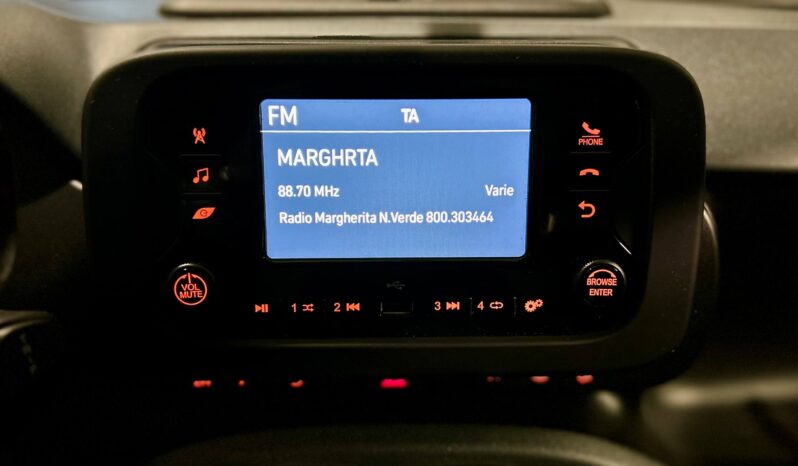 FM TA
MARGHRTA
88.70 MHz Varie
Radio Margherita N.Verde 800.303464
PHONE
VOL
MUTE
BROWSE
ENTER
1 2 3 4